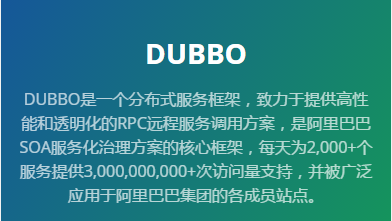 DUBBO
DUBBO是一个分布式服务框架，致力于提供高性
能和透明化的RPC远程服务调用方案，是阿里巴巴
SOA服务化治理方案的核心框架，每天为2,000+个
服务提供3,000,000,000+次访问量支持，并被广泛
应用于阿里巴巴集团的各成员站点。